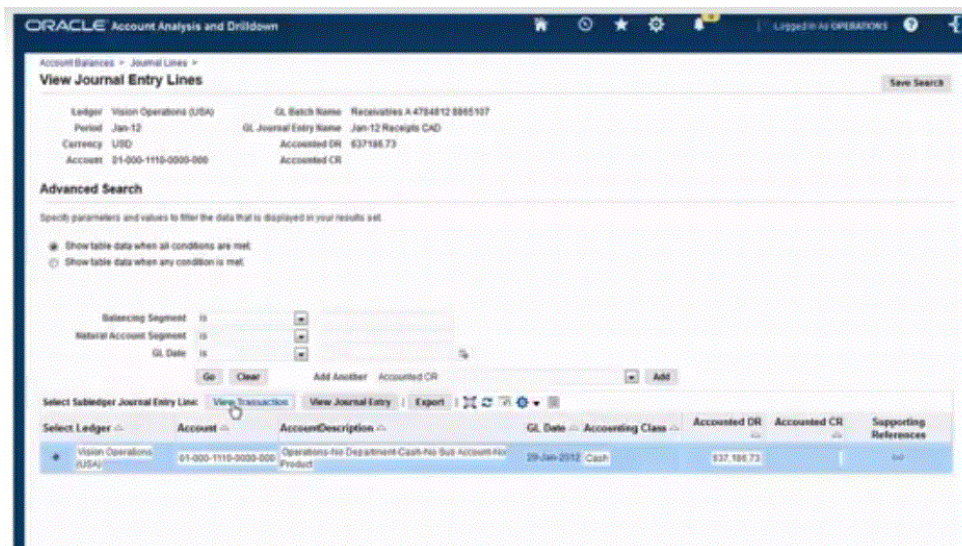 ORACLE Account Analysis and Drilldown
Logged In As OPERATIONS
Account Balances > Journal Lines >
View Journal Entry Lines
Save Search
Ledger Vision Operations (USA) GL Batch Name Receivables A 4784812 8865107
Period Jan-12 GL Journal Entry Name Jan-12 Receipts CAD
Currency USD Accounted DR 637186.73
Account 01-000-1110-0000-000 Accounted CR
Advanced Search
Specify parameters and values to filter the data that is displayed in your results set.
Show table data when all conditions are met.
Show table data when any condition is met.
Balancing Segment is
Natural Account Segment is
GL Date is
Go Clear Add Another Accounted CR Add
Select Subledger Journal Entry Line: View Transaction View Journal Entry | Export |
Select Ledger Account AccountDescription GL Date Accounting Class Accounted DR Accounted CR Supporting References
Vision Operations (USA) 01-000-1110-0000-000 Operations-No Department-Cash-No Sub Account-No Product 29-Jan-2012 Cash 637,186.73